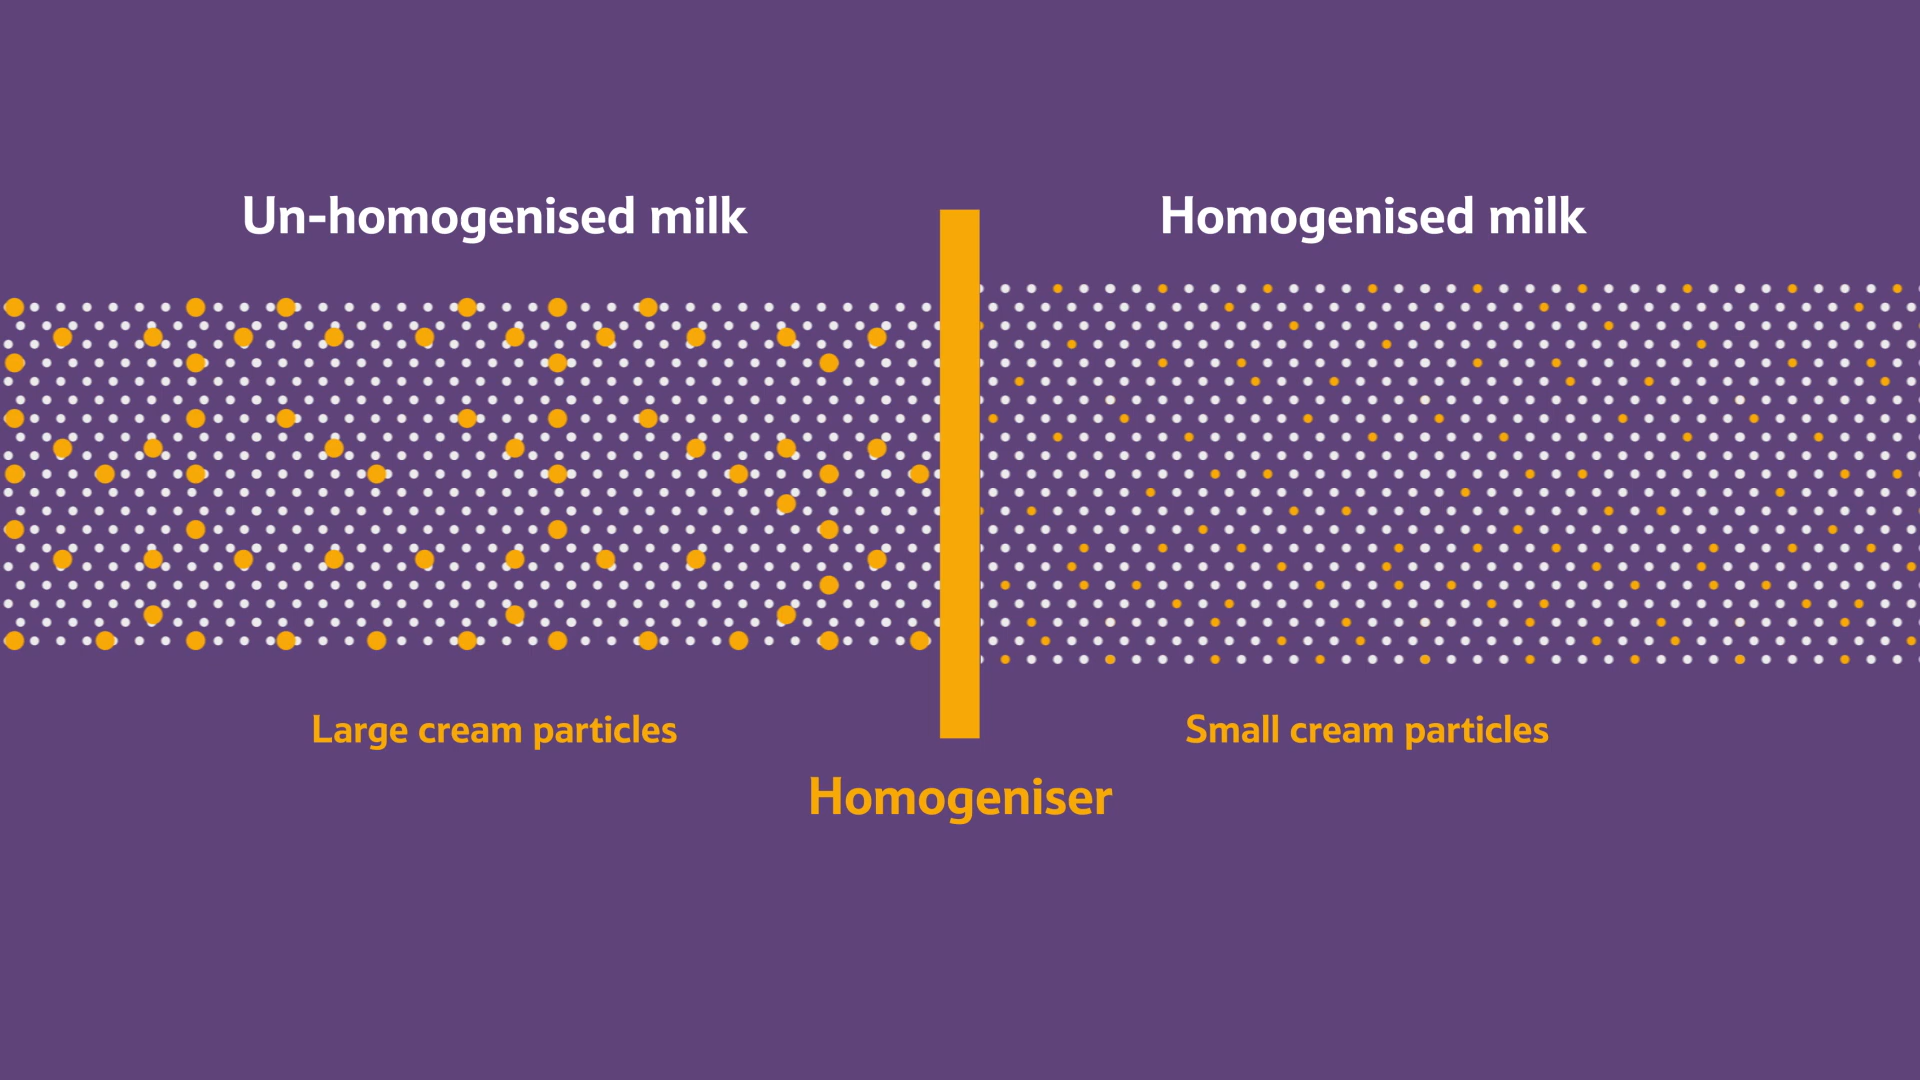 Un-homogenised milk
Homogenised milk
Large cream particles
Small cream particles
Homogeniser